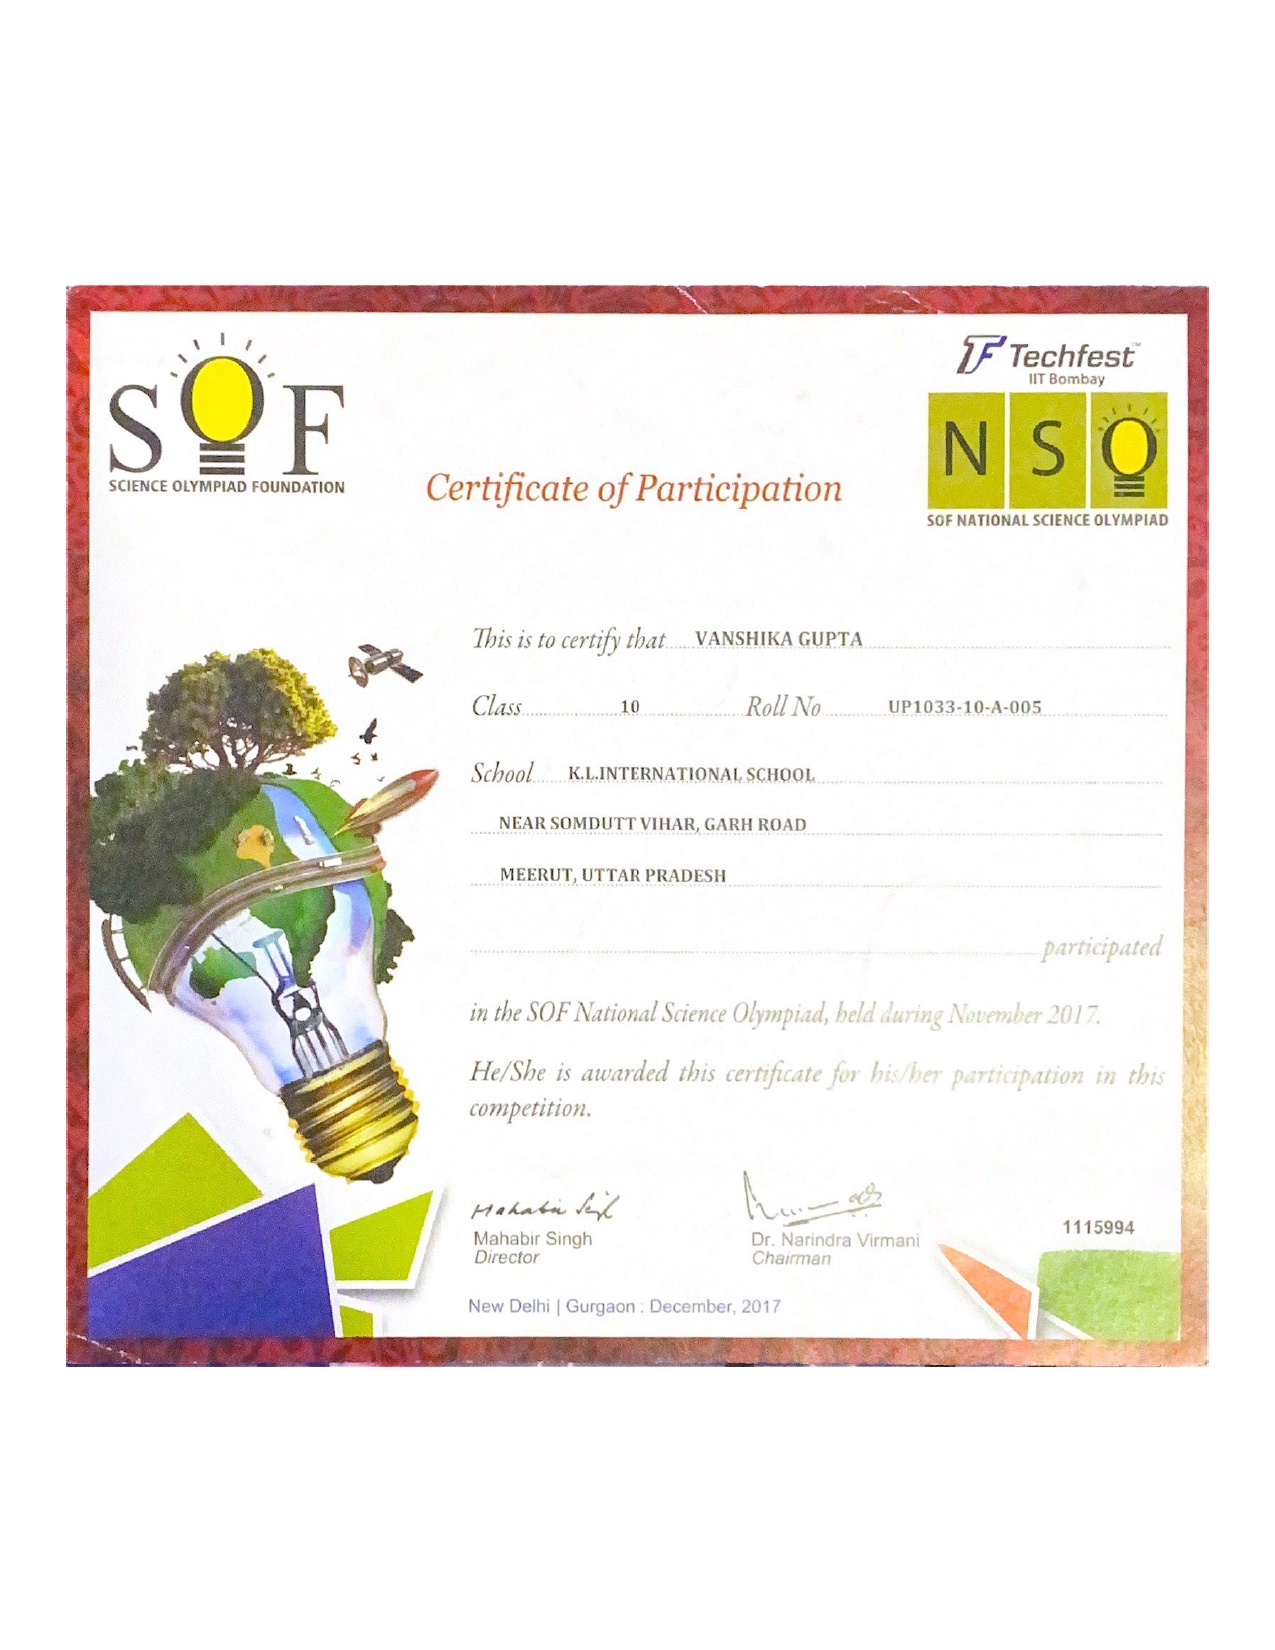 SOF
SCIENCE OLYMPIAD FOUNDATION
TF Techfest™
IIT Bombay
NSO
SOF NATIONAL SCIENCE OLYMPIAD
Certificate of Participation
This is to certify that VANSHIKA GUPTA
Class 10 Roll No UP1033-10-A-005
School K.L.INTERNATIONAL SCHOOL
NEAR SOMDUTT VIHAR, GARH ROAD
MEERUT, UTTAR PRADESH
participated
in the SOF National Science Olympiad, held during November 2017.
He/She is awarded this certificate for his/her participation in this
competition.
Mahabir Singh
Mahabir Singh Dr. Narindra Virmani
Director Chairman
1115994
New Delhi | Gurgaon : December, 2017